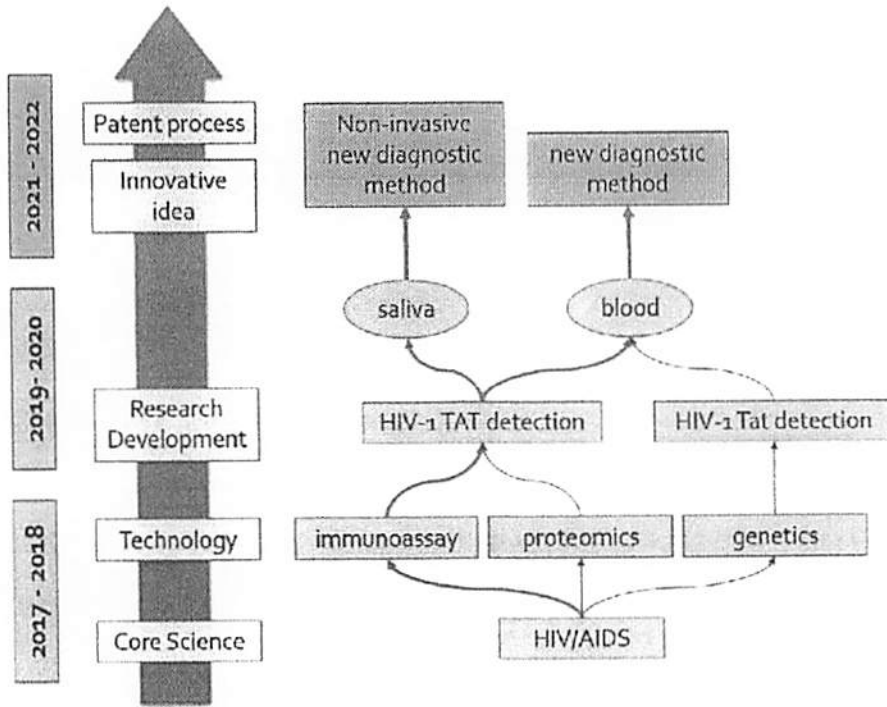 2021 - 2022
Patent process
Innovative
idea
Non-invasive
new diagnostic
method
new diagnostic
method
2019- 2020
saliva
blood
Research
Development
HIV-1 TAT detection
HIV-1 Tat detection
2017 - 2018
Technology
immunoassay
proteomics
genetics
Core Science
HIV/AIDS